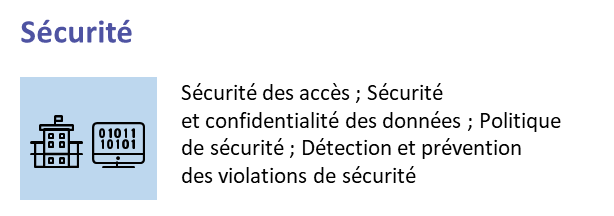 Sécurité
01011
10101
Sécurité des accès ; Sécurité
et confidentialité des données ; Politique
de sécurité ; Détection et prévention
des violations de sécurité